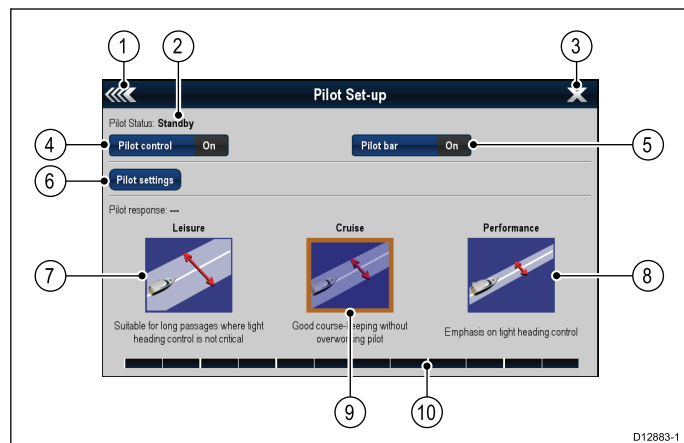 1 2 3
Pilot Set-up
Pilot Status: Standby
4 Pilot control On Pilot bar On 5
6 Pilot settings
Pilot response: ---
Leisure Cruise Performance
7 8
Suitable for long passages where tight
heading control is not critical
Good course-keeping without
overworking pilot
Emphasis on tight heading control
9 10
D12883-1